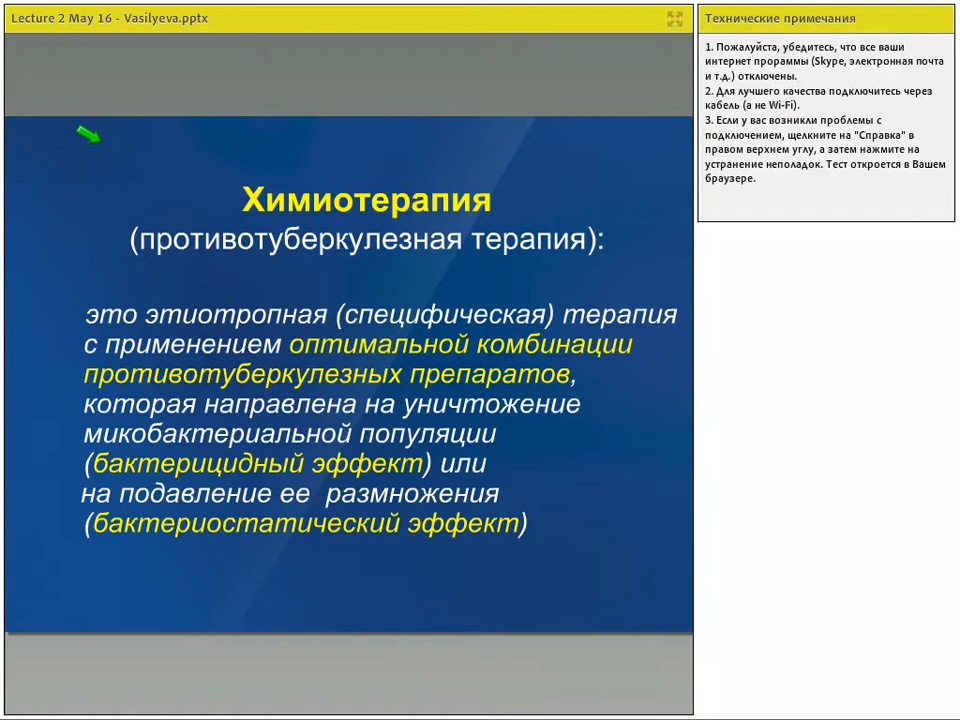 Lecture 2 May 16 - Vasilyeva.pptx
Химиотерапия
(противотуберкулезная терапия):
это этиотропная (специфическая) терапия
с применением оптимальной комбинации
противотуберкулезных препаратов,
которая направлена на уничтожение
микобактериальной популяции
(бактерицидный эффект) или
на подавление ее размножения
(бактериостатический эффект)
Технические примечания
1. Пожалуйста, убедитесь, что все ваши
интернет прораммы (Skype, электронная почта
и т.д.) отключены.
2. Для лучшего качества подключитесь через
кабель (а не Wi-Fi).
3. Если у вас возникли проблемы с
подключением, щелкните на "Справка" в
правом верхнем углу, а затем нажмите на
устранение неполадок. Тест откроется в Вашем
браузере.